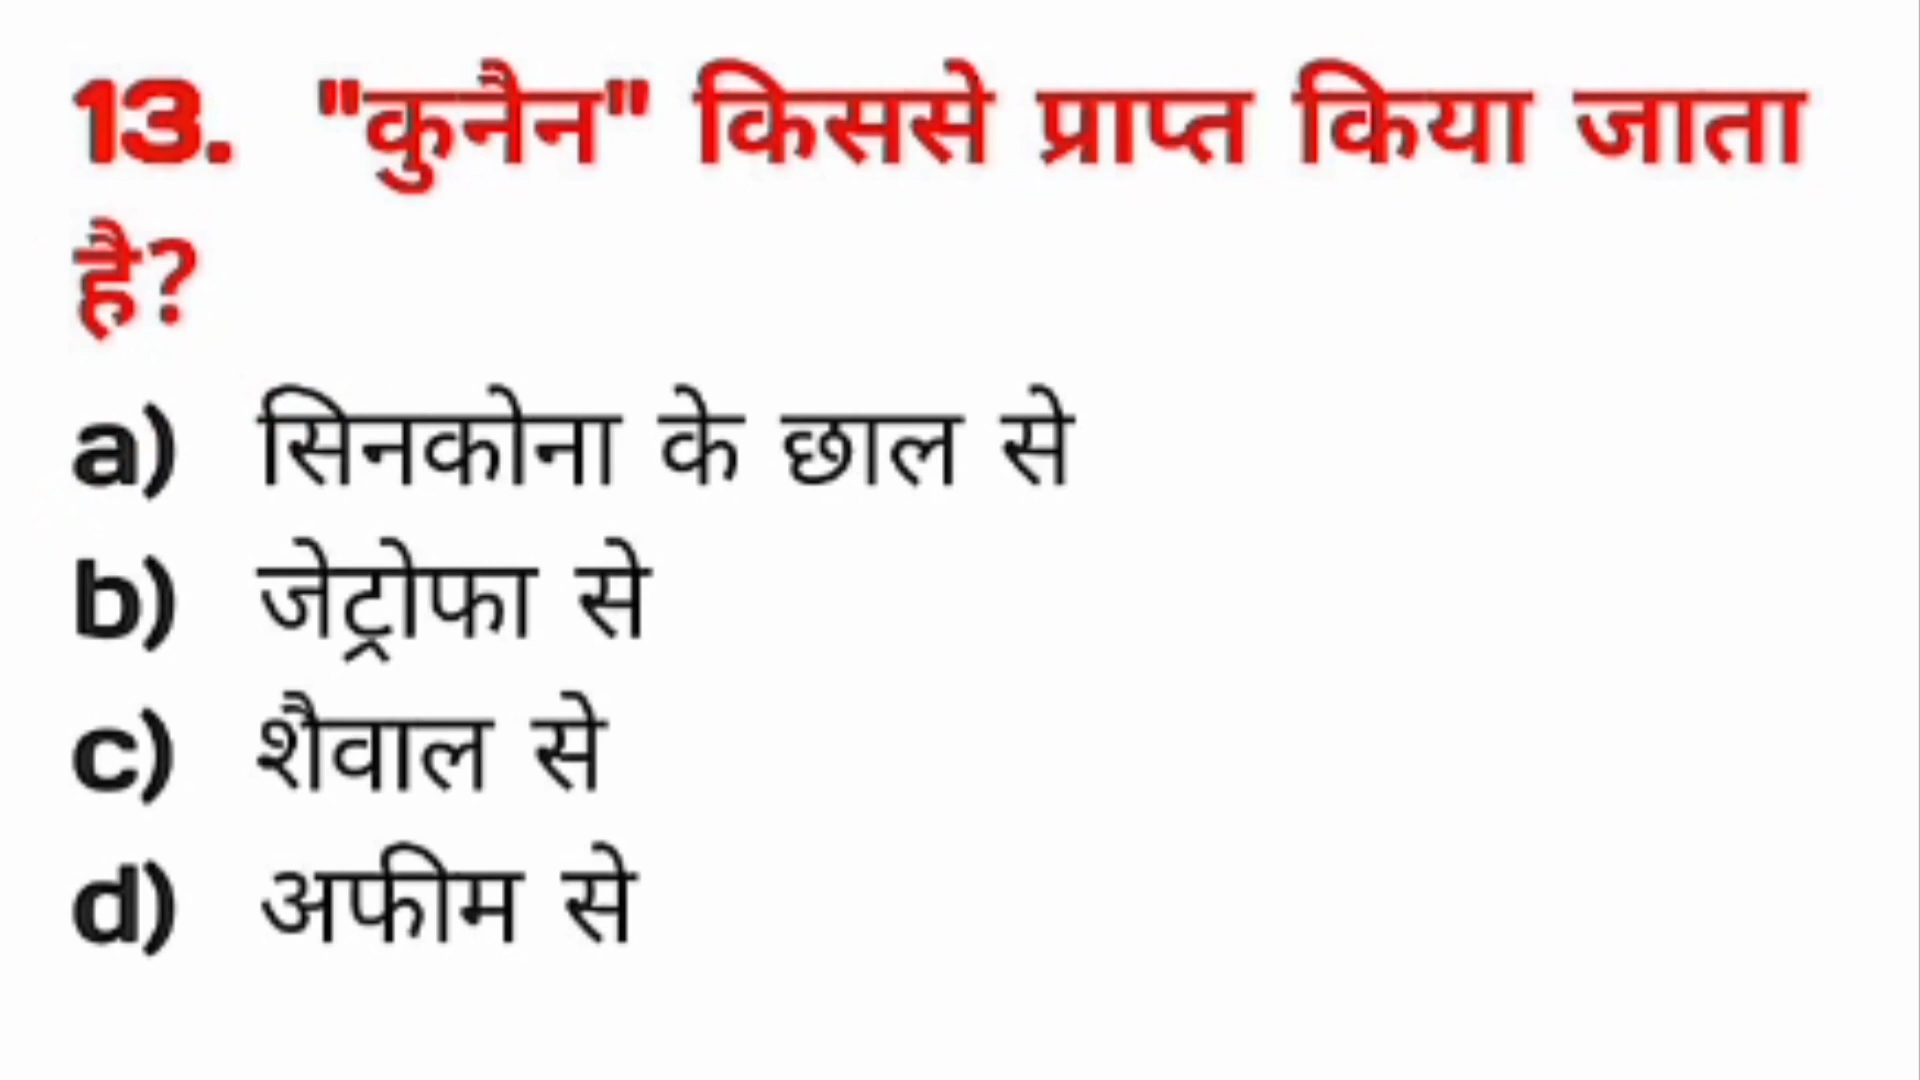 13. "कुनैन" किससे प्राप्त किया जाता
है?
a) सिनकोना के छाल से
b) जेट्रोफा से
c) शैवाल से
d) अफीम से